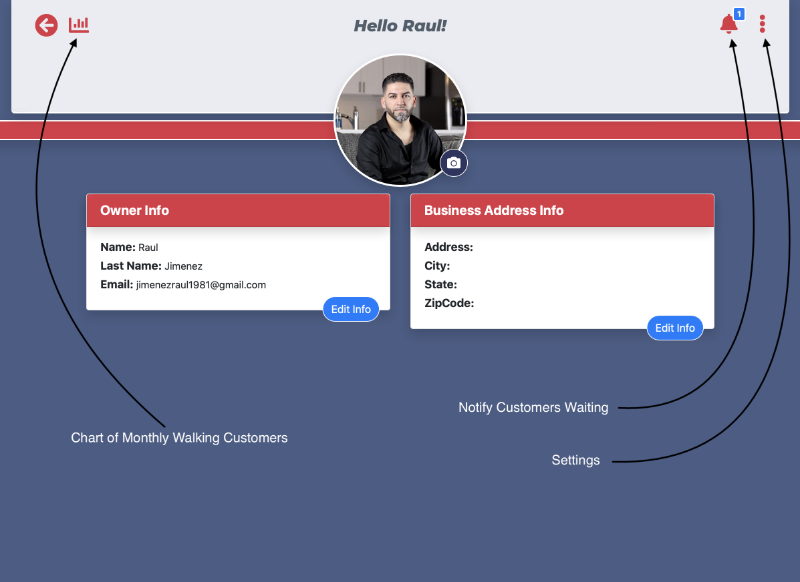 Hello Raul!
1
Owner Info
Name: Raul
Last Name: Jimenez
Email: jimenezraul1981@gmail.com
Edit Info
Business Address Info
Address:
City:
State:
ZipCode:
Edit Info
Notify Customers Waiting
Chart of Monthly Walking Customers
Settings